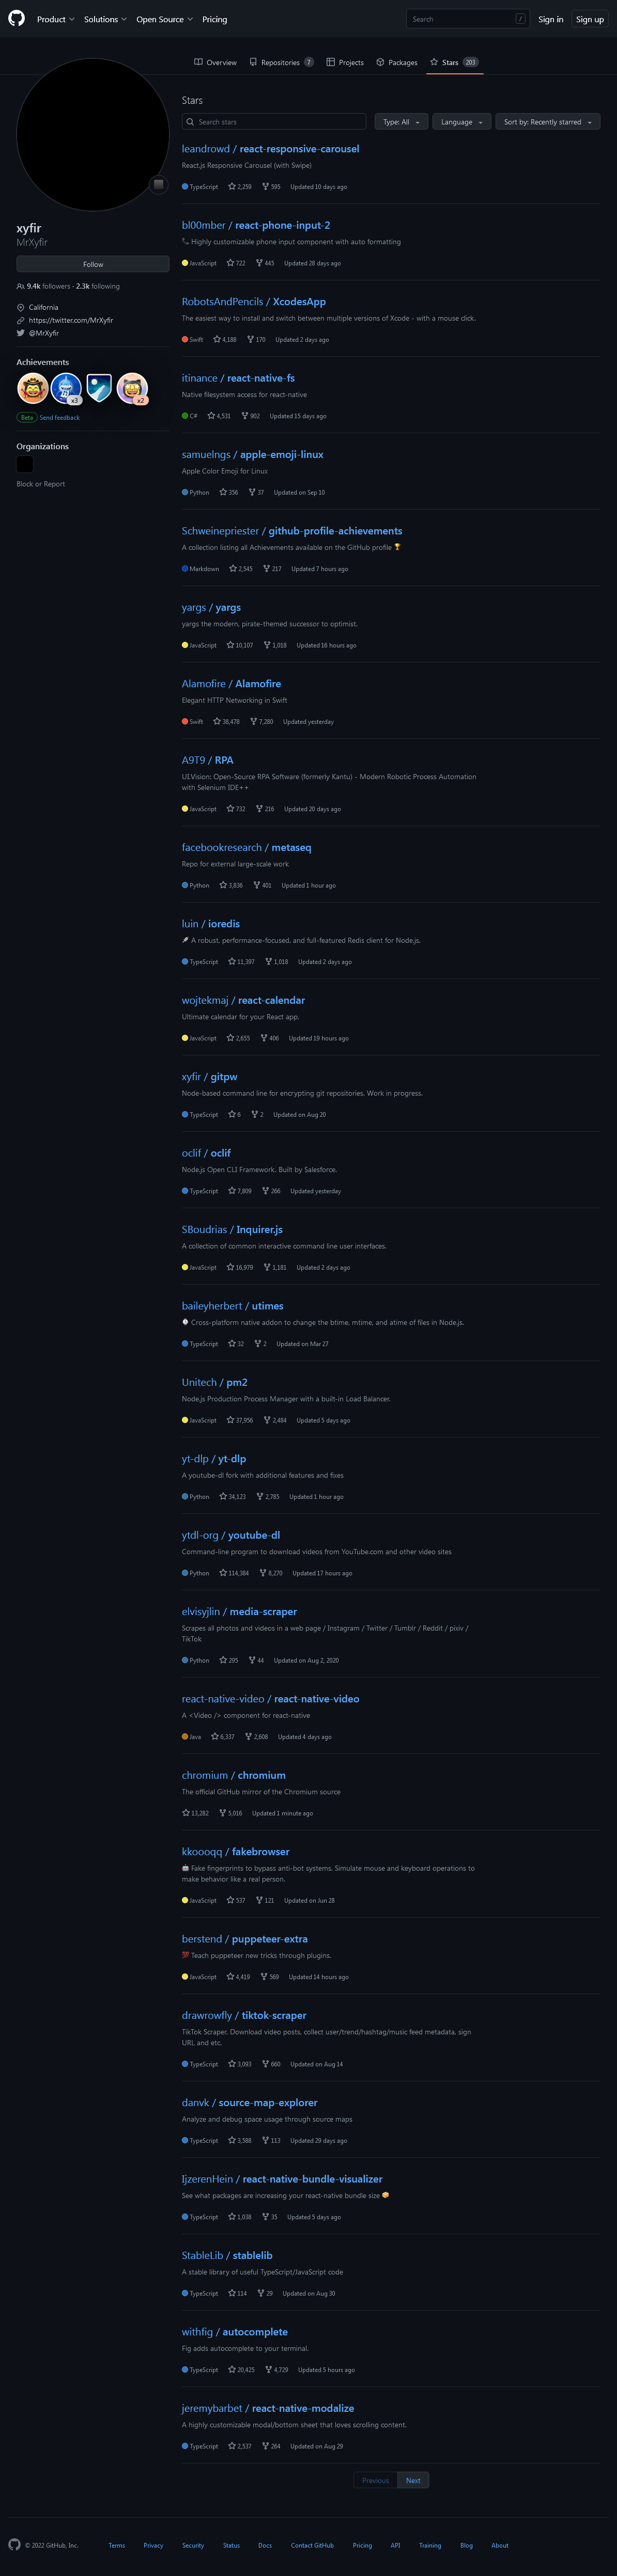 Product
Solutions
Open Source
Pricing
Search
/
Sign in
Sign up
Overview
Repositories 7
Projects
Packages
Stars 203
xyfir
MrXyfir
Follow
9.4k followers · 2.3k following
California
https://twitter.com/MrXyfir
@MrXyfir
Achievements
x3
x2
Beta Send feedback
Organizations
Block or Report
Stars
Search stars
Type: All
Language
Sort by: Recently starred
leandrowd / react-responsive-carousel
React.js Responsive Carousel (with Swipe)
TypeScript 2,259 595 Updated 10 days ago
bl00mber / react-phone-input-2
📞 Highly customizable phone input component with auto formatting
JavaScript 722 445 Updated 28 days ago
RobotsAndPencils / XcodesApp
The easiest way to install and switch between multiple versions of Xcode - with a mouse click.
Swift 4,188 170 Updated 2 days ago
itinance / react-native-fs
Native filesystem access for react-native
C# 4,531 902 Updated 15 days ago
samuelngs / apple-emoji-linux
Apple Color Emoji for Linux
Python 356 37 Updated on Sep 10
Schweinepriester / github-profile-achievements
A collection listing all Achievements available on the GitHub profile 🏆
Markdown 2,545 217 Updated 7 hours ago
yargs / yargs
yargs the modern, pirate-themed successor to optimist.
JavaScript 10,107 1,018 Updated 16 hours ago
Alamofire / Alamofire
Elegant HTTP Networking in Swift
Swift 38,478 7,280 Updated yesterday
A9T9 / RPA
UI.Vision: Open-Source RPA Software (formerly Kantu) - Modern Robotic Process Automation
with Selenium IDE++
JavaScript 732 216 Updated 20 days ago
facebookresearch / metaseq
Repo for external large-scale work
Python 3,836 401 Updated 1 hour ago
luin / ioredis
🚀 A robust, performance-focused, and full-featured Redis client for Node.js.
TypeScript 11,397 1,018 Updated 2 days ago
wojtekmaj / react-calendar
Ultimate calendar for your React app.
JavaScript 2,655 406 Updated 19 hours ago
xyfir / gitpw
Node-based command line for encrypting git repositories. Work in progress.
TypeScript 6 2 Updated on Aug 20
oclif / oclif
Node.js Open CLI Framework. Built by Salesforce.
TypeScript 7,809 266 Updated yesterday
SBoudrias / Inquirer.js
A collection of common interactive command line user interfaces.
JavaScript 16,979 1,181 Updated 2 days ago
baileyherbert / utimes
⌚ Cross-platform native addon to change the btime, mtime, and atime of files in Node.js.
TypeScript 32 2 Updated on Mar 27
Unitech / pm2
Node.js Production Process Manager with a built-in Load Balancer.
JavaScript 37,956 2,484 Updated 5 days ago
yt-dlp / yt-dlp
A youtube-dl fork with additional features and fixes
Python 34,123 2,785 Updated 1 hour ago
ytdl-org / youtube-dl
Command-line program to download videos from YouTube.com and other video sites
Python 114,384 8,270 Updated 17 hours ago
elvisyjlin / media-scraper
Scrapes all photos and videos in a web page / Instagram / Twitter / Tumblr / Reddit / pixiv /
TikTok
Python 295 44 Updated on Aug 2, 2020
react-native-video / react-native-video
A <Video /> component for react-native
Java 6,337 2,608 Updated 4 days ago
chromium / chromium
The official GitHub mirror of the Chromium source
13,282 5,016 Updated 1 minute ago
kkoooqq / fakebrowser
🤖 Fake fingerprints to bypass anti-bot systems. Simulate mouse and keyboard operations to
make behavior like a real person.
JavaScript 537 121 Updated on Jun 28
berstend / puppeteer-extra
💯 Teach puppeteer new tricks through plugins.
JavaScript 4,419 569 Updated 14 hours ago
drawrowfly / tiktok-scraper
TikTok Scraper. Download video posts, collect user/trend/hashtag/music feed metadata, sign
URL and etc.
TypeScript 3,093 660 Updated on Aug 14
danvk / source-map-explorer
Analyze and debug space usage through source maps
TypeScript 3,588 113 Updated 29 days ago
IjzerenHein / react-native-bundle-visualizer
See what packages are increasing your react-native bundle size 📦
TypeScript 1,038 35 Updated 5 days ago
StableLib / stablelib
A stable library of useful TypeScript/JavaScript code
TypeScript 114 29 Updated on Aug 30
withfig / autocomplete
Fig adds autocomplete to your terminal.
TypeScript 20,425 4,729 Updated 5 hours ago
jeremybarbet / react-native-modalize
A highly customizable modal/bottom sheet that loves scrolling content.
TypeScript 2,537 264 Updated on Aug 29
Previous Next
© 2022 GitHub, Inc. Terms Privacy Security Status Docs Contact GitHub Pricing API Training Blog About